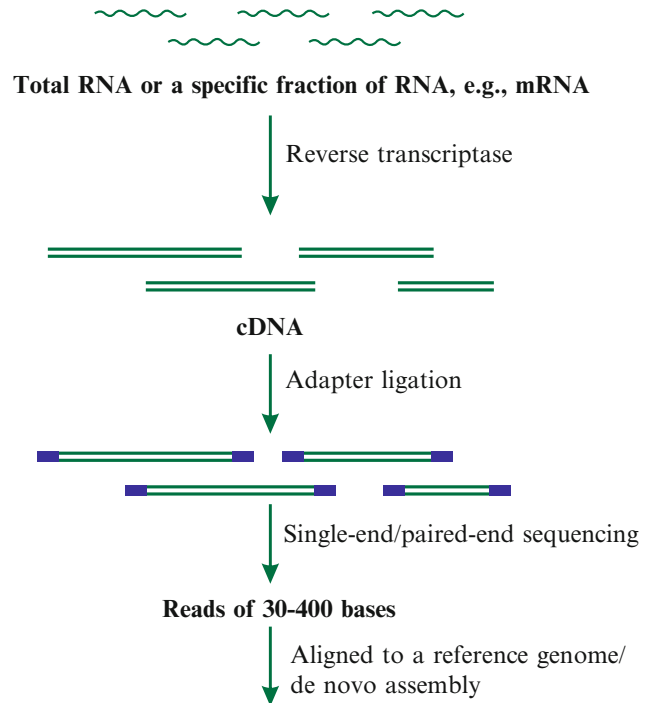 Total RNA or a specific fraction of RNA, e.g., mRNA
Reverse transcriptase
cDNA
Adapter ligation
Single-end/paired-end sequencing
Reads of 30-400 bases
Aligned to a reference genome/
de novo assembly